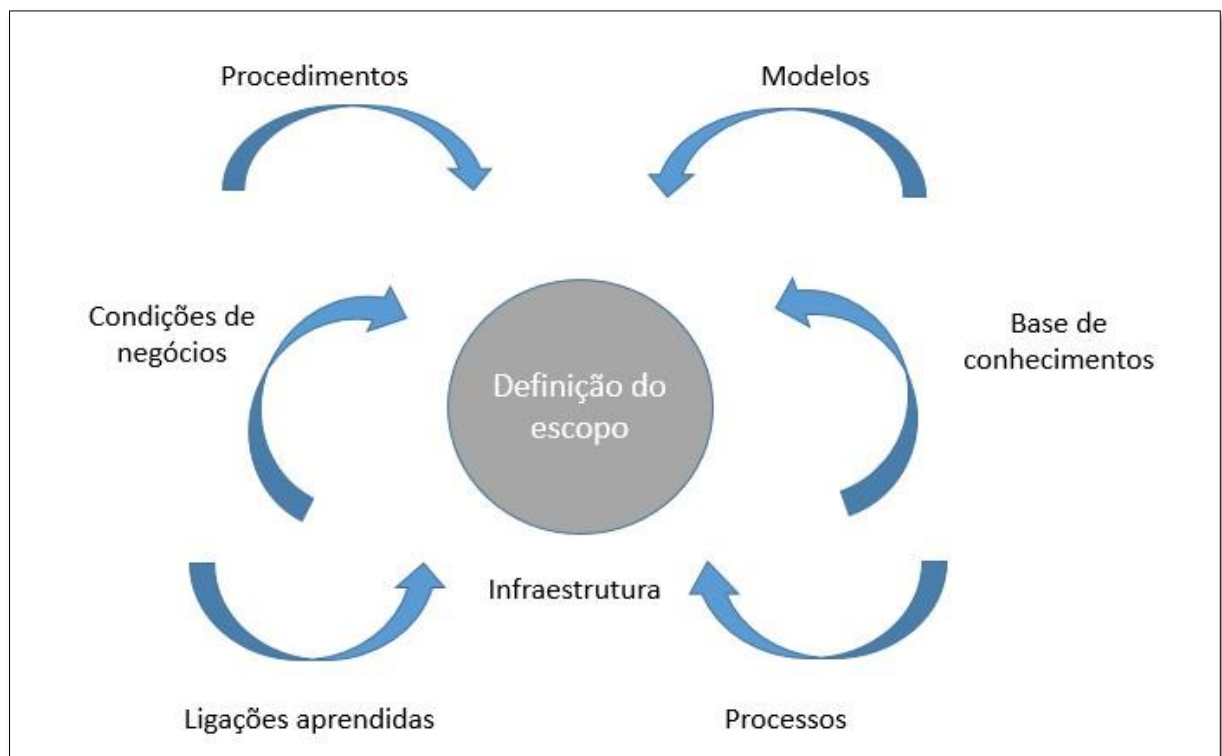 Procedimentos
Modelos
Condições de
negócios
Base de
conhecimentos
Definição do
escopo
Infraestrutura
Ligações aprendidas
Processos